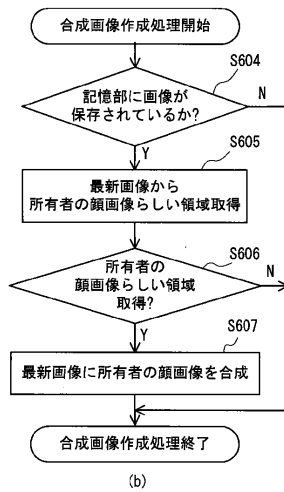 合成画像作成処理開始
S604
記憶部に画像が
保存されているか?
N
Y
S605
最新画像から
所有者の顔画像らしい領域取得
S606
所有者の
顔画像らしい領域
取得?
N
Y
S607
最新画像に所有者の顔画像を合成
合成画像作成処理終了
(b)